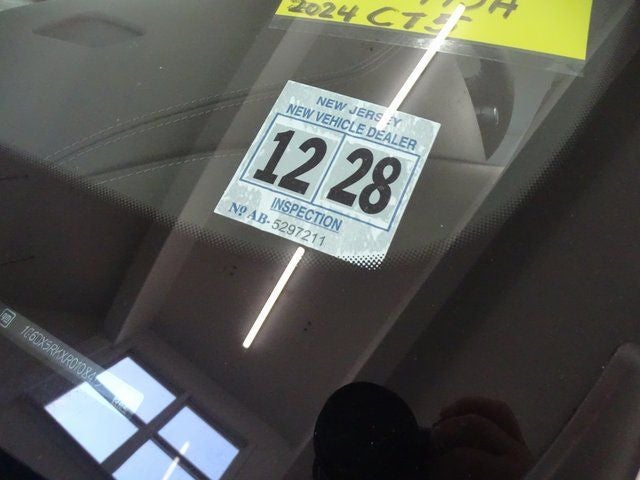 2024 CT5
NEW JERSEY
NEW VEHICLE DEALER
12 28
INSPECTION
Nº AB-5297211